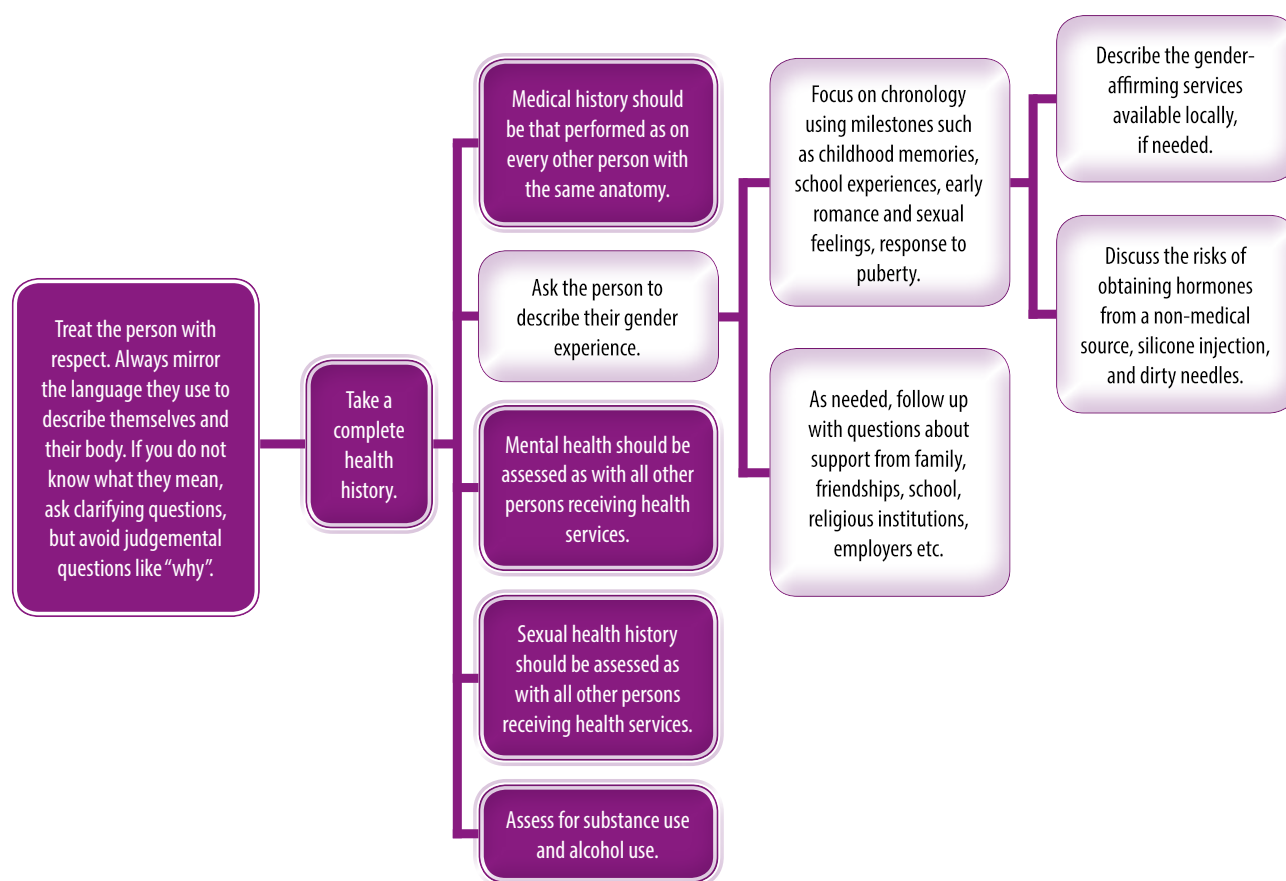 Treat the person with
respect. Always mirror
the language they use to
describe themselves and
their body. If you do not
know what they mean,
ask clarifying questions,
but avoid judgemental
questions like “why”.
Take a
complete
health
history.
Medical history should
be that performed as on
every other person with
the same anatomy.
Ask the person to
describe their gender
experience.
Mental health should be
assessed as with all other
persons receiving health
services.
Sexual health history
should be assessed as
with all other persons
receiving health services.
Assess for substance use
and alcohol use.
Focus on chronology
using milestones such
as childhood memories,
school experiences, early
romance and sexual
feelings, response to
puberty.
As needed, follow up
with questions about
support from family,
friendships, school,
religious institutions,
employers etc.
Describe the gender-
affirming services
available locally,
if needed.
Discuss the risks of
obtaining hormones
from a non-medical
source, silicone injection,
and dirty needles.